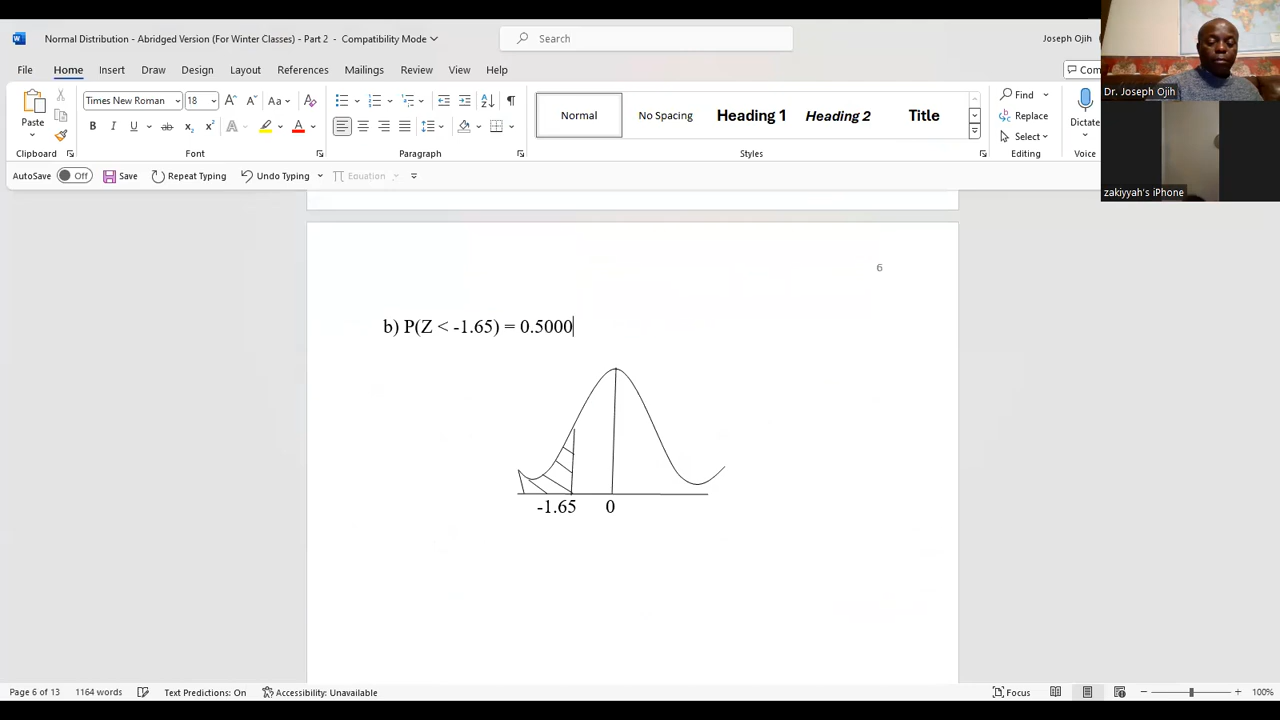 Normal Distribution - Abridged Version (For Winter Classes) - Part 2 - Compatibility Mode
Search
Joseph Ojih
File Home Insert Draw Design Layout References Mailings Review View Help
Com
Dr. Joseph Ojih
Times New Roman 18
Paste
Normal
No Spacing
Heading 1
Heading 2
Title
Find
Replace
Select
Dictate
Clipboard Font Paragraph Styles Editing Voice
AutoSave Off Save Repeat Typing Undo Typing Equation
zakiyyah's iPhone
6
b) P(Z < -1.65) = 0.5000
-1.65 0
Page 6 of 13 1164 words Text Predictions: On Accessibility: Unavailable Focus 100%